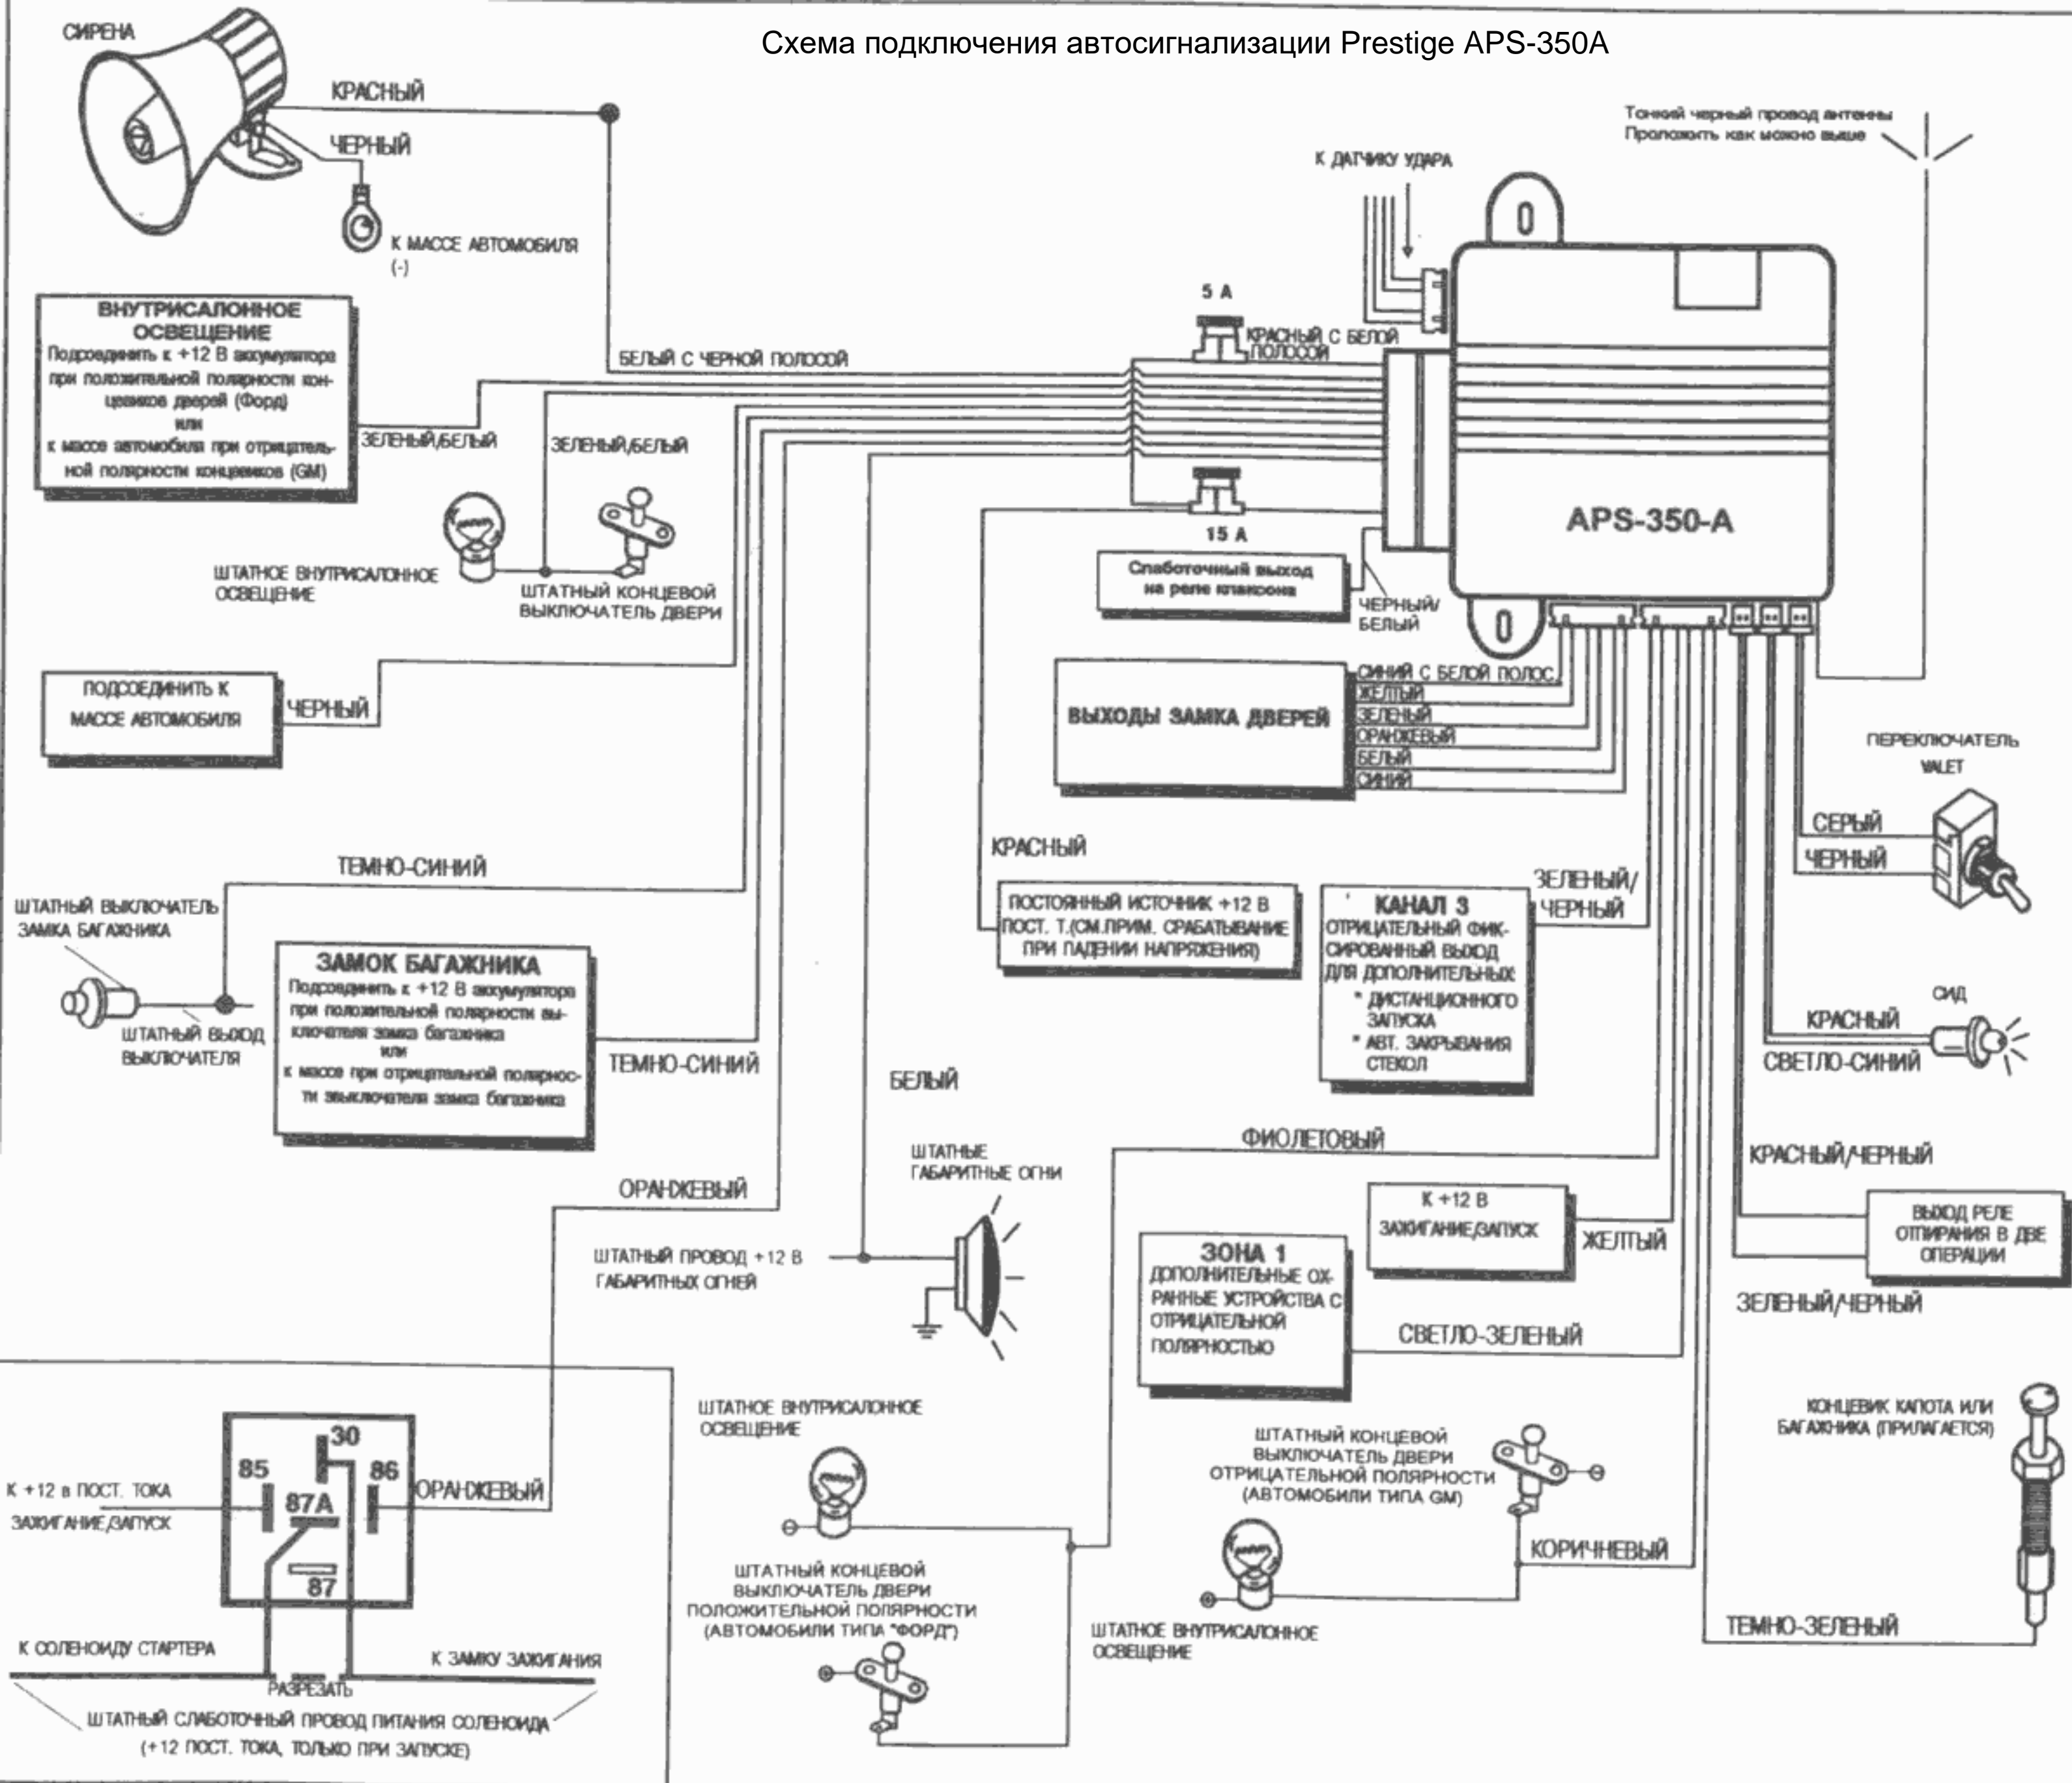 Схема подключения автосигнализации Prestige APS-350A
СИРЕНА
КРАСНЫЙ
ЧЕРНЫЙ
К МАССЕ АВТОМОБИЛЯ
(-)
Тонкий черный провод антенны
Проложить как можно выше
К ДАТЧИКУ УДАРА
5 А
КРАСНЫЙ С БЕЛОЙ
ПОЛОСОЙ
БЕЛЫЙ С ЧЕРНОЙ ПОЛОСОЙ
ВНУТРИСАЛОННОЕ
ОСВЕЩЕНИЕ
Подсоединить к +12 В аккумулятора
при положительной полярности кон-
цевиков дверей (Форд)
или
к массе автомобиля при отрицатель-
ной полярности концевиков (GM)
ЗЕЛЕНЫЙ/БЕЛЫЙ
ЗЕЛЕНЫЙ/БЕЛЫЙ
ШТАТНОЕ ВНУТРИСАЛОННОЕ
ОСВЕЩЕНИЕ
ШТАТНЫЙ КОНЦЕВОЙ
ВЫКЛЮЧАТЕЛЬ ДВЕРИ
APS-350-A
15 А
Слаботочный выход
на реле клаксона
ЧЕРНЫЙ/
БЕЛЫЙ
ПОДСОЕДИНИТЬ К
МАССЕ АВТОМОБИЛЯ
ЧЕРНЫЙ
ВЫХОДЫ ЗАМКА ДВЕРЕЙ
СИНИЙ С БЕЛОЙ ПОЛОС.
ЖЕЛТЫЙ
ЗЕЛЕНЫЙ
ОРАНЖЕВЫЙ
БЕЛЫЙ
СИНИЙ
ПЕРЕКЛЮЧАТЕЛЬ
VALET
СЕРЫЙ
ЧЕРНЫЙ
ТЕМНО-СИНИЙ
ШТАТНЫЙ ВЫКЛЮЧАТЕЛЬ
ЗАМКА БАГАЖНИКА
ШТАТНЫЙ ВЫХОД
ВЫКЛЮЧАТЕЛЯ
ЗАМОК БАГАЖНИКА
Подсоединить к +12 В аккумулятора
при положительной полярности вы-
ключателя замка багажника
или
к массе при отрицательной полярнос-
ти звыключателя замка багажника
ТЕМНО-СИНИЙ
КРАСНЫЙ
ПОСТОЯННЫЙ ИСТОЧНИК +12 В
ПОСТ. Т.(СМ.ПРИМ. СРАБАТЫВАНИЕ
ПРИ ПАДЕНИИ НАПРЯЖЕНИЯ)
КАНАЛ 3
ОТРИЦАТЕЛЬНЫЙ ФИК-
СИРОВАННЫЙ ВЫХОД
ДЛЯ ДОПОЛНИТЕЛЬНЫХ:
* ДИСТАНЦИОННОГО
ЗАПУСКА
* АВТ. ЗАКРЫВАНИЯ
СТЕКОЛ
ЗЕЛЕНЫЙ/
ЧЕРНЫЙ
СИД
КРАСНЫЙ
СВЕТЛО-СИНИЙ
БЕЛЫЙ
ШТАТНЫЕ
ГАБАРИТНЫЕ ОГНИ
ФИОЛЕТОВЫЙ
КРАСНЫЙ/ЧЕРНЫЙ
ВЫХОД РЕЛЕ
ОТПИРАНИЯ В ДВЕ
ОПЕРАЦИИ
ЗЕЛЕНЫЙ/ЧЕРНЫЙ
ОРАНЖЕВЫЙ
ШТАТНЫЙ ПРОВОД +12 В
ГАБАРИТНЫХ ОГНЕЙ
К +12 В
ЗАЖИГАНИЕ/ЗАПУСК
ЖЕЛТЫЙ
ЗОНА 1
ДОПОЛНИТЕЛЬНЫЕ ОХ-
РАННЫЕ УСТРОЙСТВА С
ОТРИЦАТЕЛЬНОЙ
ПОЛЯРНОСТЬЮ
СВЕТЛО-ЗЕЛЕНЫЙ
КОНЦЕВИК КАПОТА ИЛИ
БАГАЖНИКА (ПРИЛАГАЕТСЯ)
ТЕМНО-ЗЕЛЕНЫЙ
ШТАТНОЕ ВНУТРИСАЛОННОЕ
ОСВЕЩЕНИЕ
ШТАТНЫЙ КОНЦЕВОЙ
ВЫКЛЮЧАТЕЛЬ ДВЕРИ
ПОЛОЖИТЕЛЬНОЙ ПОЛЯРНОСТИ
(АВТОМОБИЛИ ТИПА "ФОРД")
ШТАТНЫЙ КОНЦЕВОЙ
ВЫКЛЮЧАТЕЛЬ ДВЕРИ
ОТРИЦАТЕЛЬНОЙ ПОЛЯРНОСТИ
(АВТОМОБИЛИ ТИПА GM)
КОРИЧНЕВЫЙ
ШТАТНОЕ ВНУТРИСАЛОННОЕ
ОСВЕЩЕНИЕ
30
85
86
87A
87
К +12 в ПОСТ. ТОКА
ЗАЖИГАНИЕ/ЗАПУСК
ОРАНЖЕВЫЙ
К СОЛЕНОИДУ СТАРТЕРА
К ЗАМКУ ЗАЖИГАНИЯ
РАЗРЕЗАТЬ
ШТАТНЫЙ СЛАБОТОЧНЫЙ ПРОВОД ПИТАНИЯ СОЛЕНОИДА
(+12 ПОСТ. ТОКА, ТОЛЬКО ПРИ ЗАПУСКЕ)